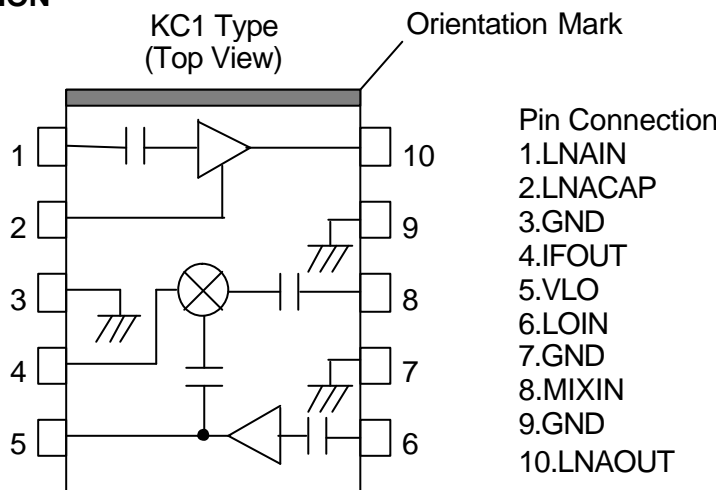 KC1 Type
(Top View)
Orientation Mark
1
2
3
4
5
10
9
8
7
6
Pin Connection
1.LNAIN
2.LNACAP
3.GND
4.IFOUT
5.VLO
6.LOIN
7.GND
8.MIXIN
9.GND
10.LNAOUT